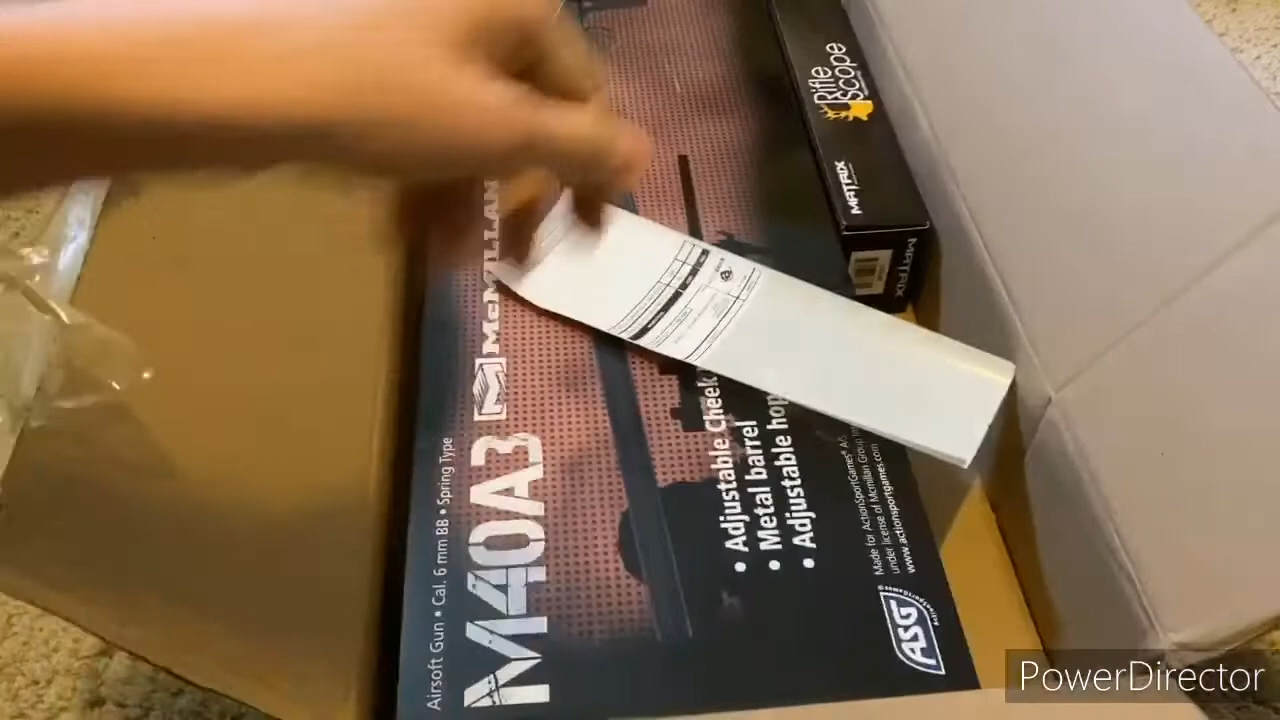 Rifle
Scope
MATRIX
MATRIX
McMILLAN
M40A3
Airsoft Gun • Cal. 6 mm BB • Spring Type
• Adjustable Cheek
• Metal barrel
• Adjustable hop
Made for ActionSportGames® A/S
under license of Mcmillan Group
www.actionsportgames.com
ASG
PowerDirector